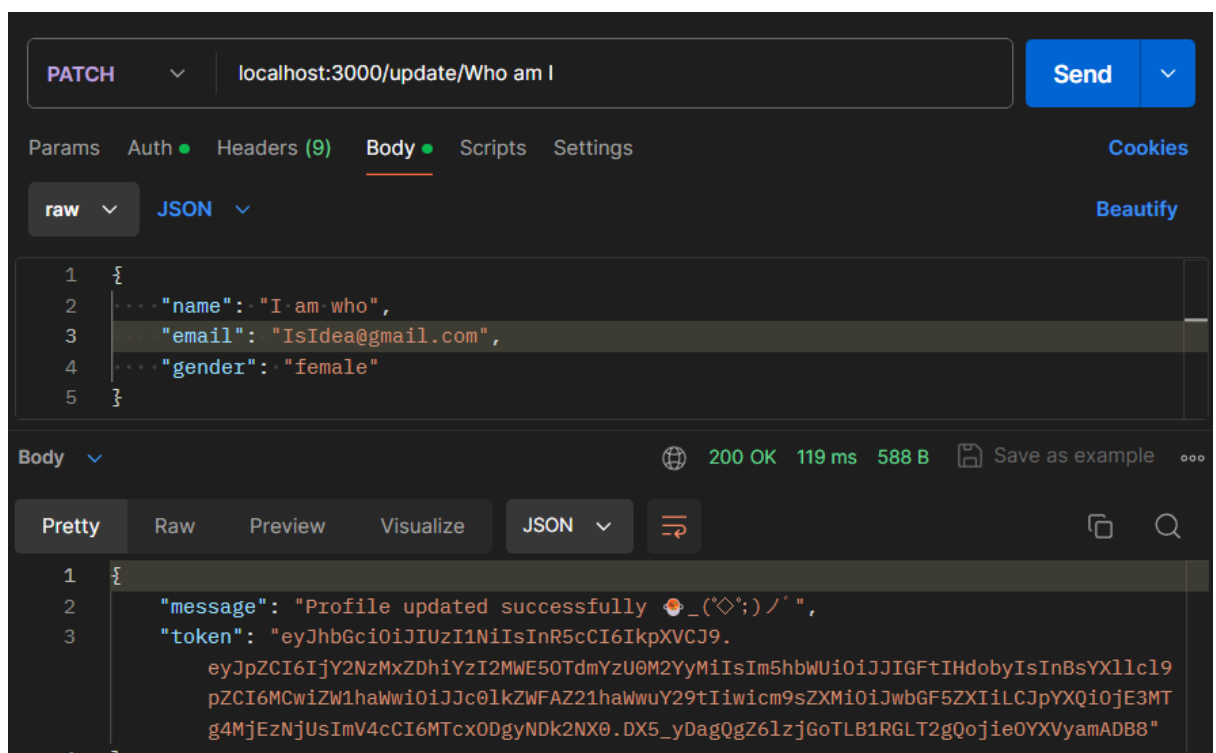 PATCH localhost:3000/update/Who am I Send
Params Auth Headers (9) Body Scripts Settings Cookies
raw JSON Beautify
1 {
2 "name": "I am who",
3 "email": "IsIdea@gmail.com",
4 "gender": "female"
5 }
Body 200 OK 119 ms 588 B Save as example
Pretty Raw Preview Visualize JSON
1 {
2 "message": "Profile updated successfully 🐣_(°◇°;)ノ゛",
3 "token": "eyJhbGciOiJIUzI1NiIsInR5cCI6IkpXVCJ9.
eyJpZCI6IjY2NzMxZDhiYzI2MWE5OTdmYzU0M2YyMiIsIm5hbWUiOiJJIGFtIHdobyIsInBsYXllcl9
pZCI6MCwiZW1haWwiOiJJc0lkZWFAZ21haWwuY29tIiwicm9sZXMiOiJwbGF5ZXIiLCJpYXQiOjE3MT
g4MjEzNjUsImV4cCI6MTcxODgyNDk2NX0.DX5_yDagQgZ6lzjGoTLB1RGLT2gQojieOYXVyamADB8"